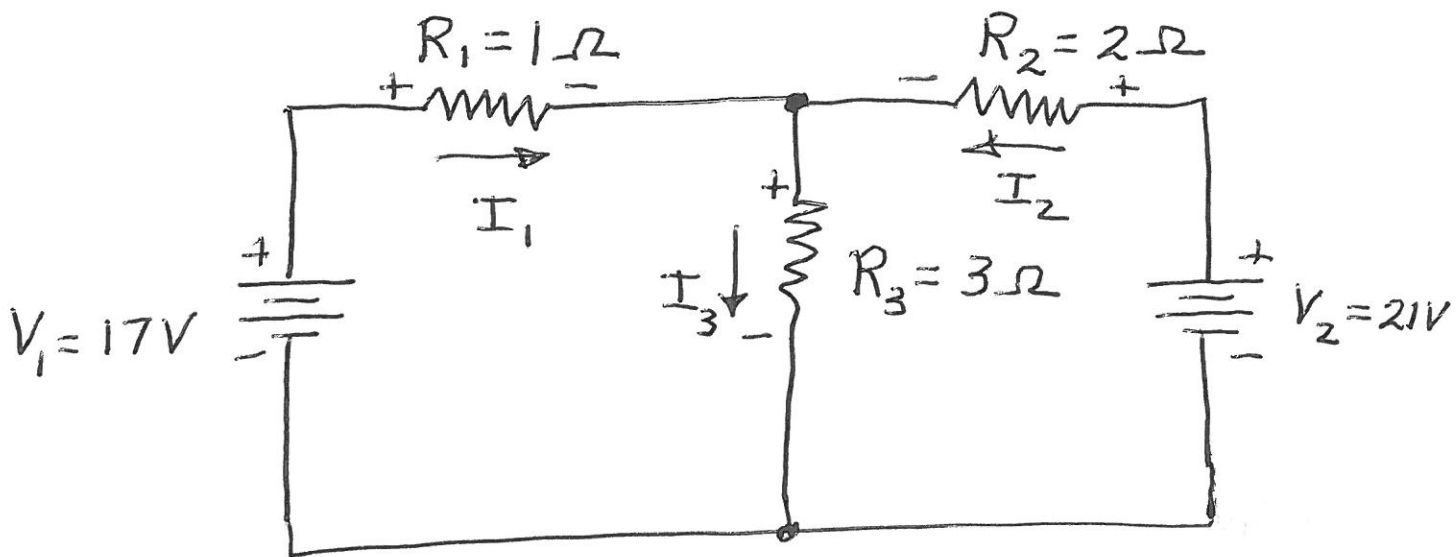 R₁ = 1 Ω
R₂ = 2 Ω
+ -
- +
I₁
I₂
+
I₃
-
R₃ = 3 Ω
+
V₁ = 17V
-
+
V₂ = 21V
-